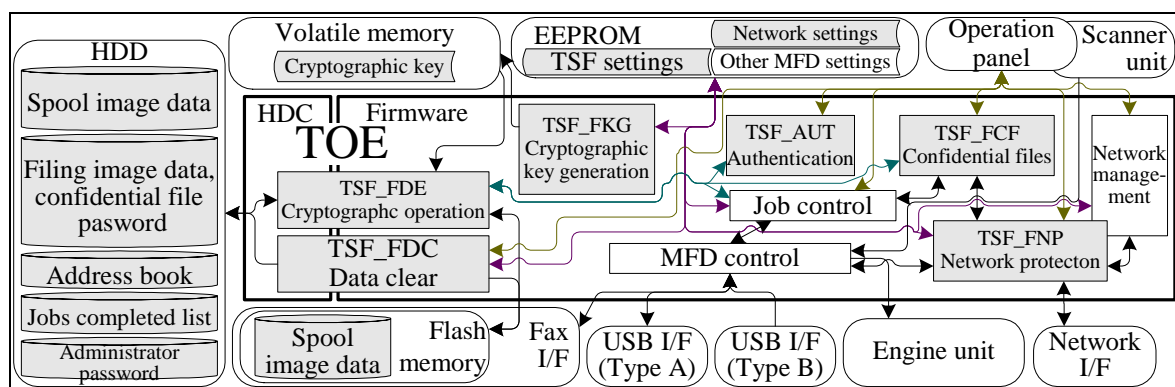 HDD
Spool image data
Filing image data,
confidential file
pasword
Address book
Jobs completed list
Administrator
password
Volatile memory
Cryptographic key
EEPROM
Network settings
TSF settings
Other MFD settings
Operation
panel
Scanner
unit
HDC
Firmware
TOE
TSF_FKG
Cryptographic
key generation
TSF_AUT
Authentication
TSF_FCF
Confidential files
Network
manage-
ment
TSF_FDE
Cryptographc operation
Job control
TSF_FDC
Data clear
MFD control
TSF_FNP
Network protecton
Spool
image data
Flash
memory
Fax
I/F
USB I/F
(Type A)
USB I/F
(Type B)
Engine unit
Network
I/F